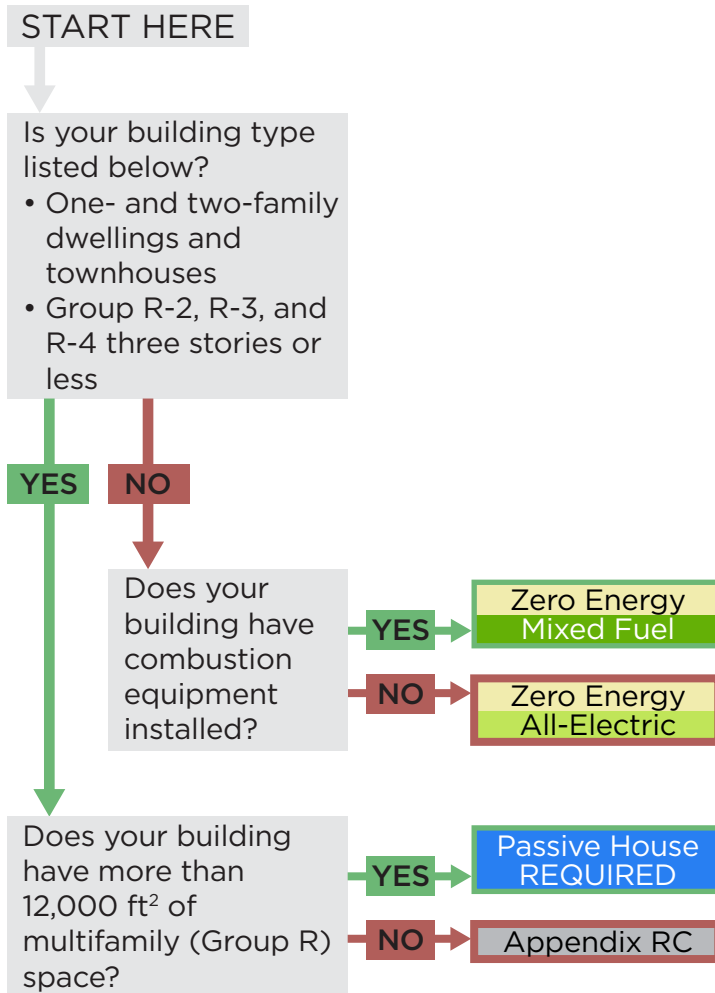 START HERE
Is your building type
listed below?
• One- and two-family
dwellings and
townhouses
• Group R-2, R-3, and
R-4 three stories or
less
YES
NO
Does your
building have
combustion
equipment
installed?
YES
Zero Energy
Mixed Fuel
NO
Zero Energy
All-Electric
Does your building
have more than
12,000 ft² of
multifamily (Group R)
space?
YES
Passive House
REQUIRED
NO
Appendix RC